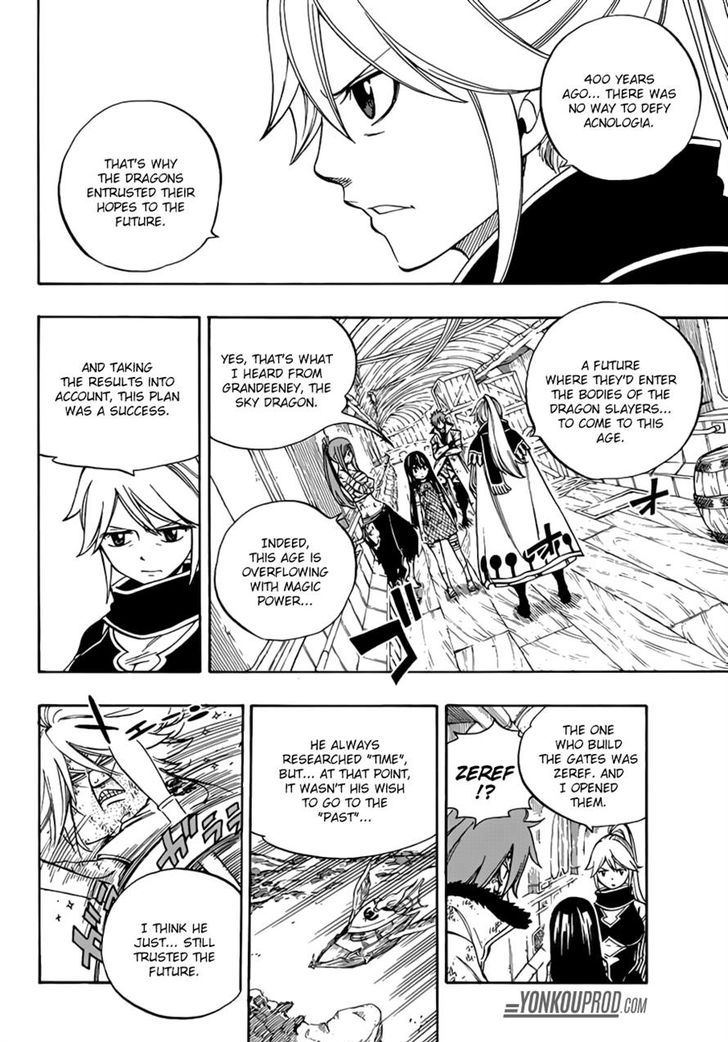 400 YEARS
AGO... THERE WAS
NO WAY TO DEFY
ACNOLOGIA.
THAT'S WHY
THE DRAGONS
ENTRUSTED THEIR
HOPES TO THE
FUTURE.
A FUTURE
WHERE THEY'D ENTER
THE BODIES OF THE
DRAGON SLAYERS...
TO COME TO THIS
AGE.
YES, THAT'S WHAT
I HEARD FROM
GRANDEENEY, THE
SKY DRAGON.
INDEED,
THIS AGE IS
OVERFLOWING
WITH MAGIC
POWER...
AND TAKING
THE RESULTS INTO
ACCOUNT, THIS PLAN
WAS A SUCCESS.
THE ONE
WHO BUILD
THE GATES WAS
ZEREF. AND I
OPENED
THEM.
ZEREF
!?
HE ALWAYS
RESEARCHED "TIME",
BUT... AT THAT POINT,
IT WASN'T HIS WISH
TO GO TO THE
"PAST"...
I THINK HE
JUST... STILL
TRUSTED THE
FUTURE.
YONKOUPROD.COM